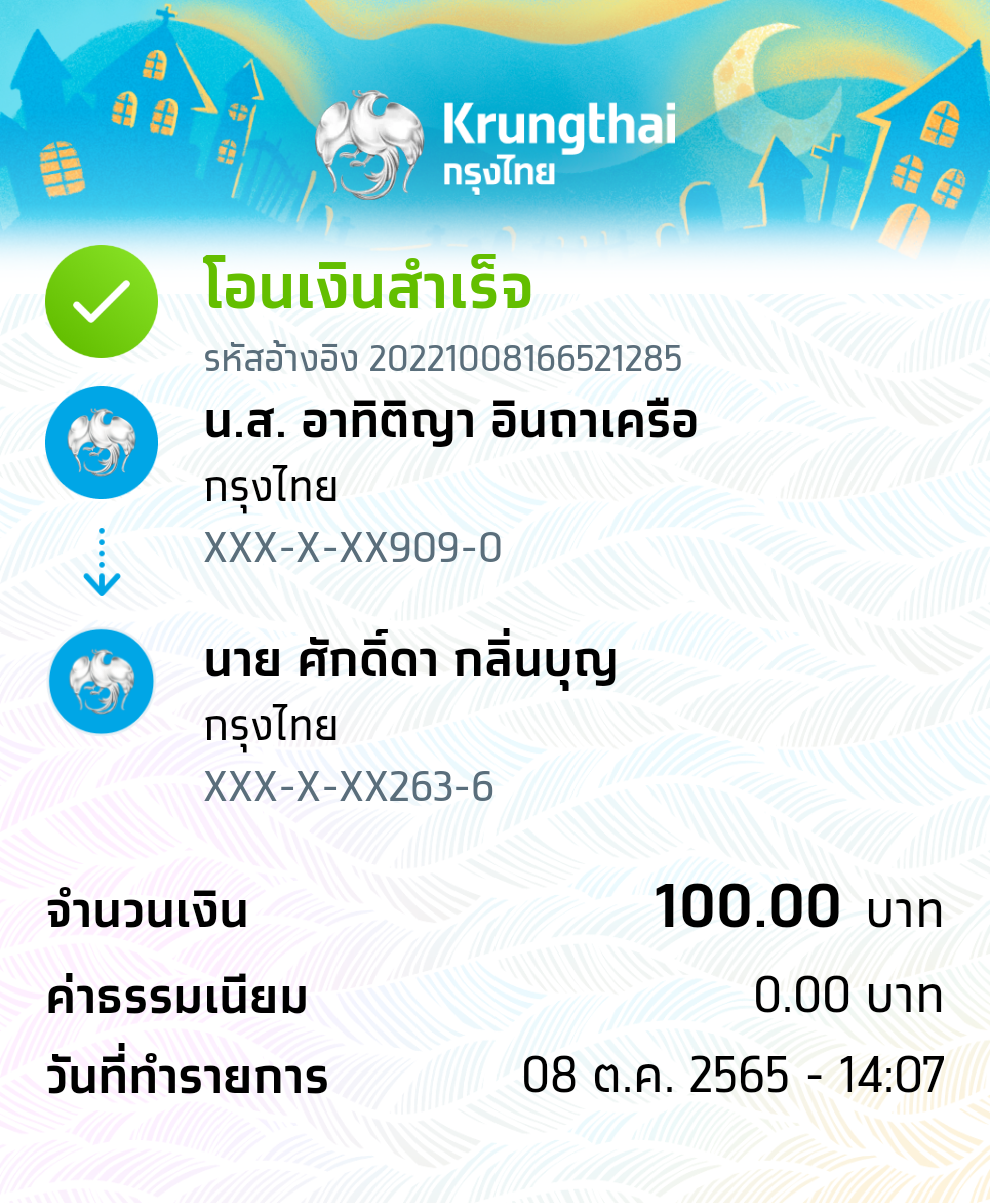 Krungthai
กรุงไทย
โอนเงินสำเร็จ
รหัสอ้างอิง 20221008166521285
น.ส. อาทิติญา อินถาเครือ
กรุงไทย
XXX-X-XX909-0
นาย ศักดิ์ดา กลิ่นบุญ
กรุงไทย
XXX-X-XX263-6
จำนวนเงิน 100.00 บาท
ค่าธรรมเนียม 0.00 บาท
วันที่ทำรายการ 08 ต.ค. 2565 - 14:07